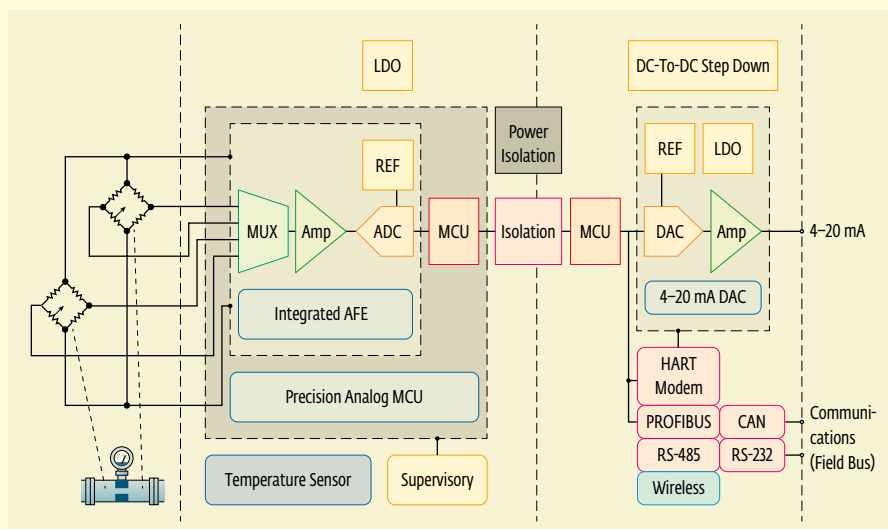 LDO
DC-To-DC Step Down
Power
Isolation
REF
REF
LDO
MUX
Amp
ADC
MCU
Isolation
MCU
DAC
Amp
4–20 mA
Integrated AFE
4–20 mA DAC
Precision Analog MCU
HART
Modem
PROFIBUS
CAN
RS-485
RS-232
Wireless
Communi-
cations
(Field Bus)
Temperature Sensor
Supervisory